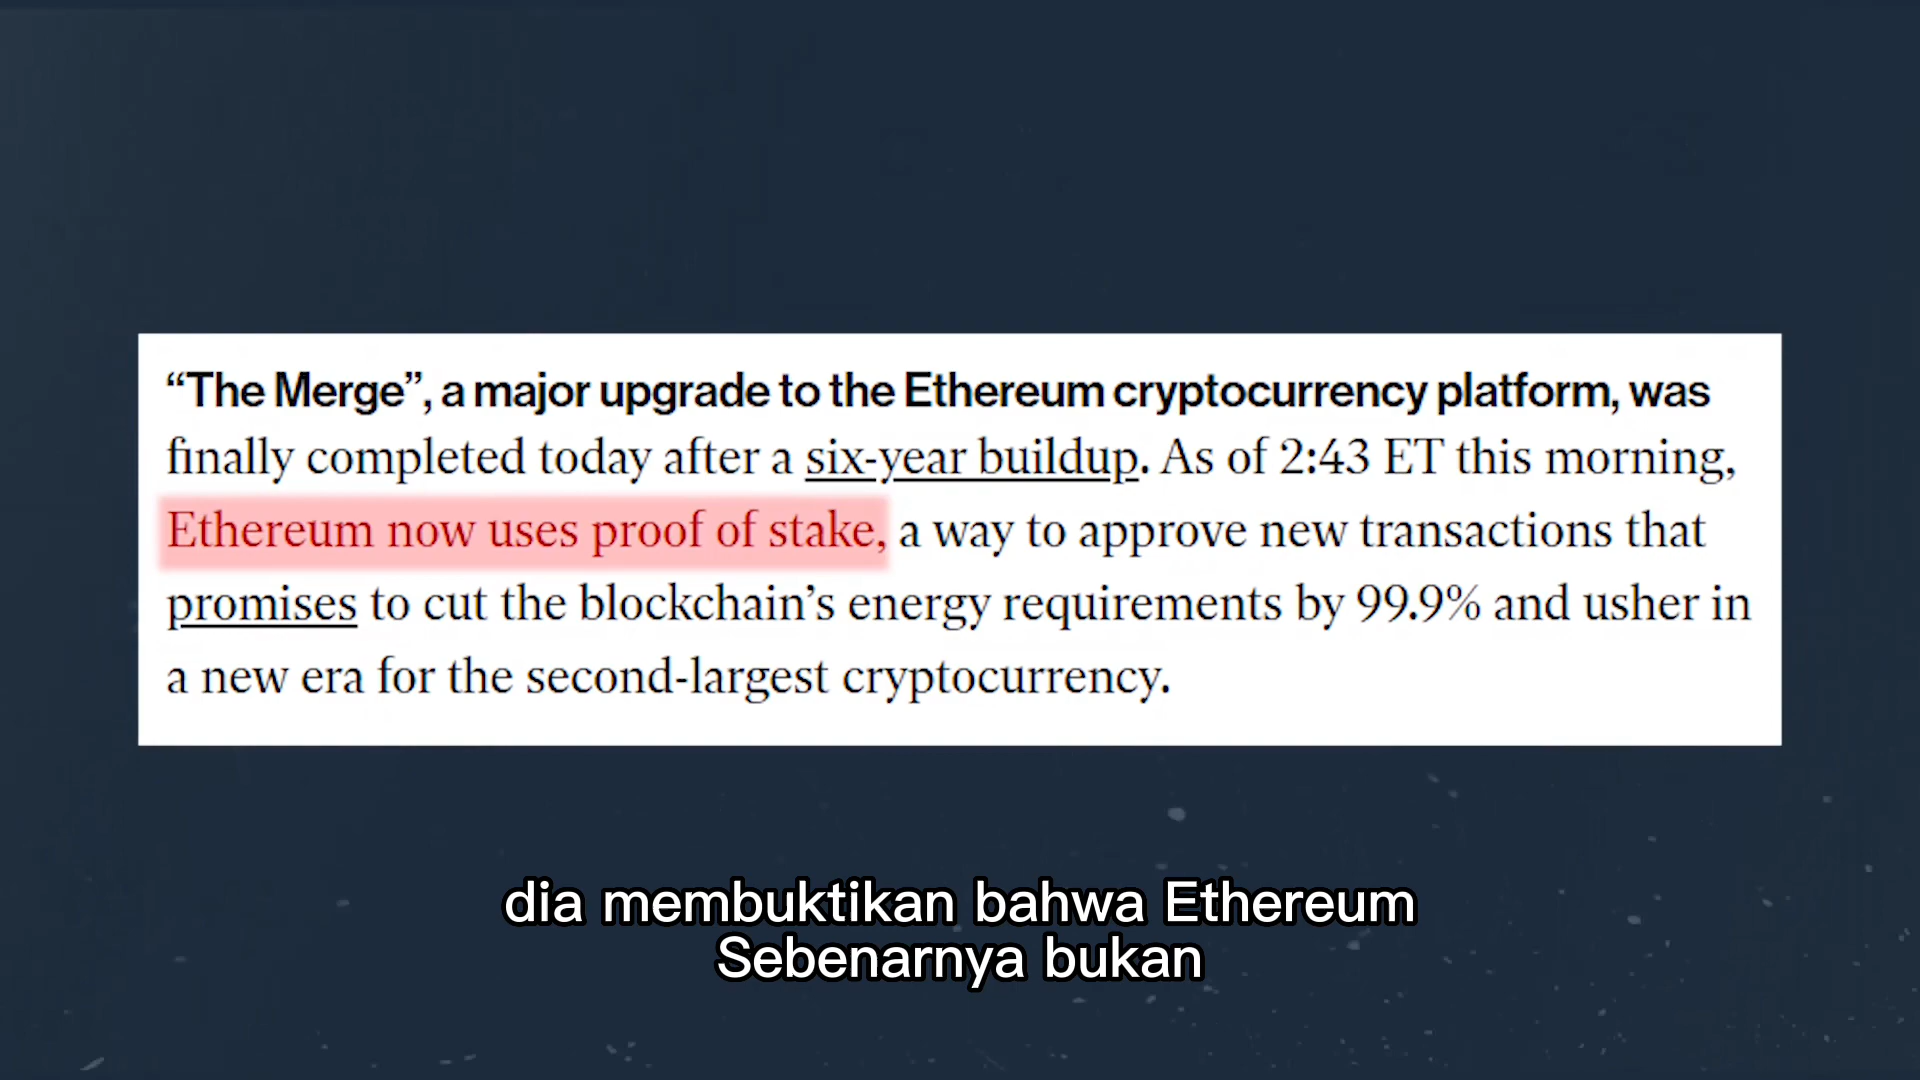 “The Merge”, a major upgrade to the Ethereum cryptocurrency platform, was
finally completed today after a six-year buildup. As of 2:43 ET this morning,
Ethereum now uses proof of stake, a way to approve new transactions that
promises to cut the blockchain’s energy requirements by 99.9% and usher in
a new era for the second-largest cryptocurrency.
dia membuktikan bahwa Ethereum
Sebenarnya bukan